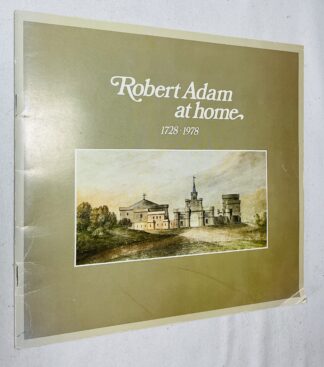 Robert Adam
at home
1728-1978